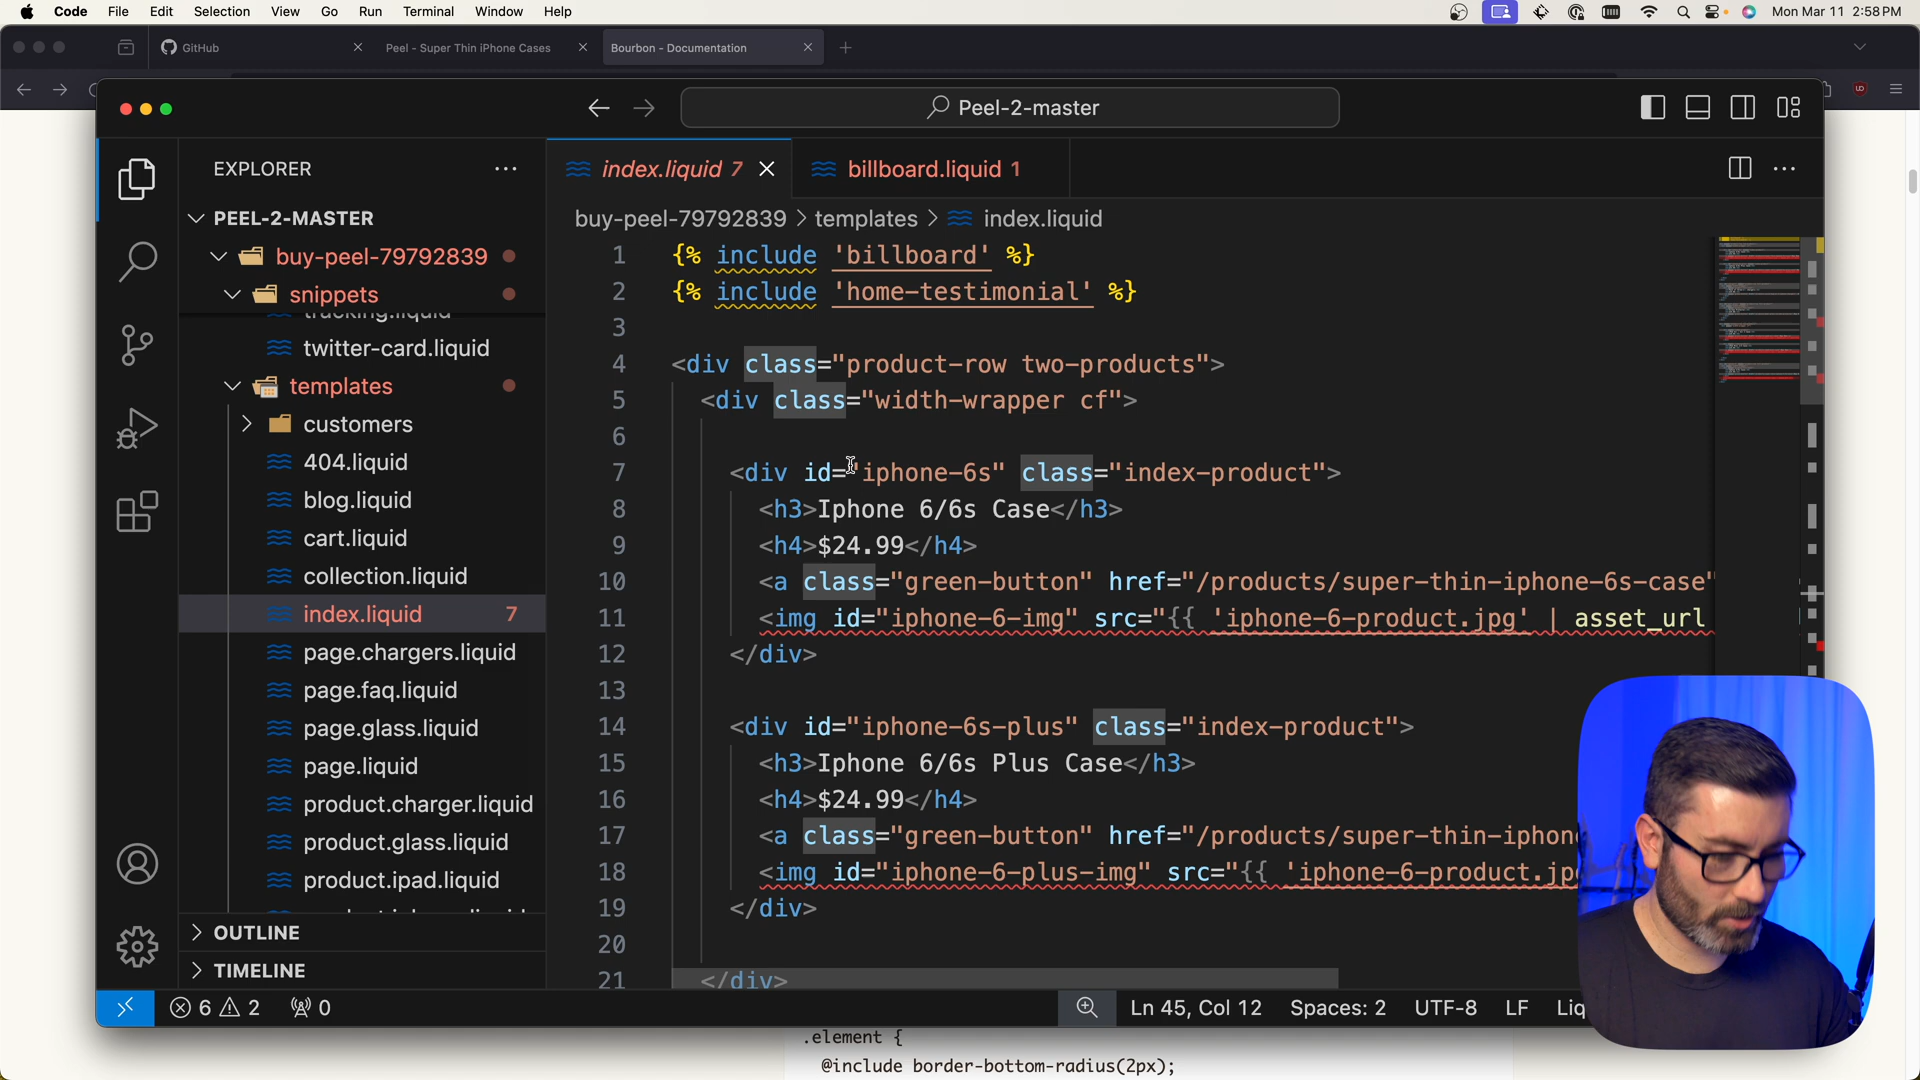 Code File Edit Selection View Go Run Terminal Window Help Mon Mar 11 2:58 PM
GitHub Peel - Super Thin iPhone Cases Bourbon - Documentation
Peel-2-master
EXPLORER
index.liquid 7 billboard.liquid 1
PEEL-2-MASTER
buy-peel-79792839 > templates > index.liquid
buy-peel-79792839
snippets
tracking.liquid
twitter-card.liquid
templates
customers
404.liquid
blog.liquid
cart.liquid
collection.liquid
index.liquid 7
page.chargers.liquid
page.faq.liquid
page.glass.liquid
page.liquid
product.charger.liquid
product.glass.liquid
product.ipad.liquid
OUTLINE
TIMELINE
1 {% include 'billboard' %}
2 {% include 'home-testimonial' %}
3
4 <div class="product-row two-products">
5 <div class="width-wrapper cf">
6
7 <div id="iphone-6s" class="index-product">
8 <h3>Iphone 6/6s Case</h3>
9 <h4>$24.99</h4>
10 <a class="green-button" href="/products/super-thin-iphone-6s-case"
11 <img id="iphone-6-img" src="{{ 'iphone-6-product.jpg' | asset_url
12 </div>
13
14 <div id="iphone-6s-plus" class="index-product">
15 <h3>Iphone 6/6s Plus Case</h3>
16 <h4>$24.99</h4>
17 <a class="green-button" href="/products/super-thin-iphon
18 <img id="iphone-6-plus-img" src="{{ 'iphone-6-product.jp
19 </div>
20
21 </div>
6 2 0 Ln 45, Col 12 Spaces: 2 UTF-8 LF Liq
.element {
@include border-bottom-radius(2px);